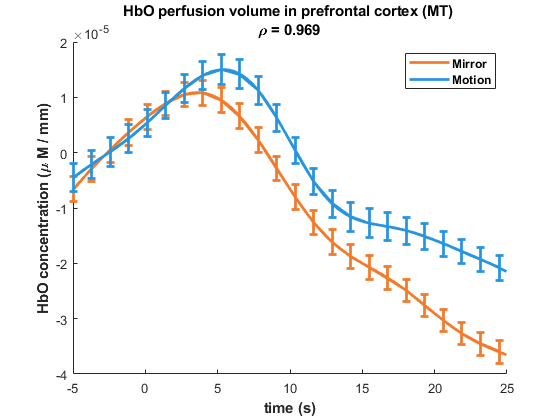 HbO perfusion volume in prefrontal cortex (MT)
ρ = 0.969
×10⁻⁵
2
1
0
-1
-2
-3
-4
HbO concentration (μ M / mm)
Mirror
Motion
-5
0
5
10
15
20
25
time (s)